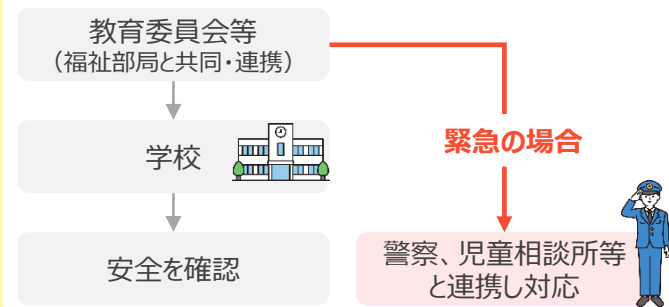 教育委員会等
（福祉部局と共同・連携）
学校
緊急の場合
安全を確認
警察、児童相談所等
と連携し対応